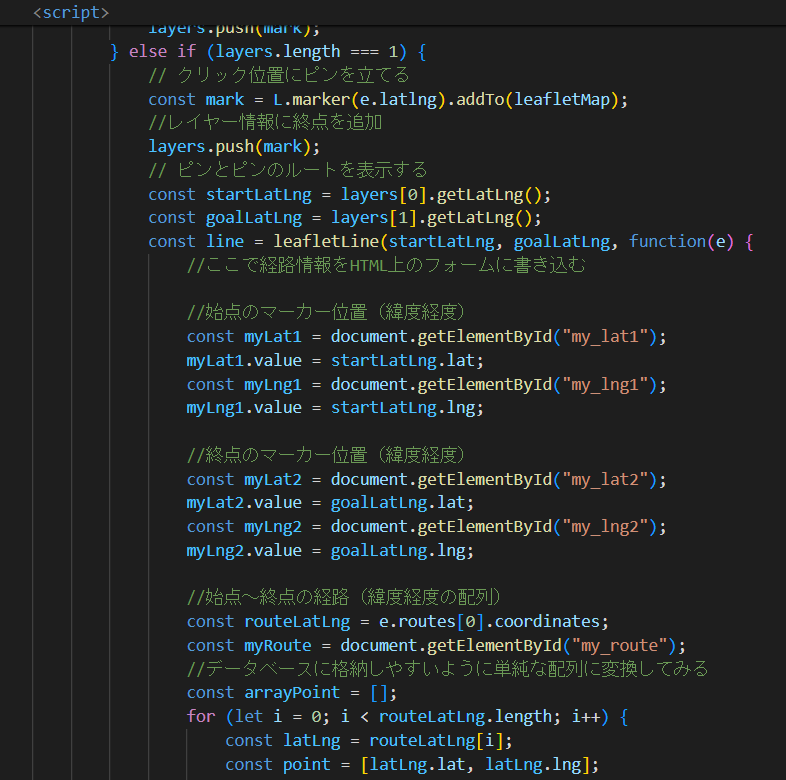 <script>
layers.push(mark);
} else if (layers.length === 1) {
// クリック位置にピンを立てる
const mark = L.marker(e.latlng).addTo(leafletMap);
//レイヤー情報に終点を追加
layers.push(mark);
// ピンとピンのルートを表示する
const startLatLng = layers[0].getLatLng();
const goalLatLng = layers[1].getLatLng();
const line = leafletLine(startLatLng, goalLatLng, function(e) {
//ここで経路情報をHTML上のフォームに書き込む
//始点のマーカー位置（緯度経度）
const myLat1 = document.getElementById("my_lat1");
myLat1.value = startLatLng.lat;
const myLng1 = document.getElementById("my_lng1");
myLng1.value = startLatLng.lng;
//終点のマーカー位置（緯度経度）
const myLat2 = document.getElementById("my_lat2");
myLat2.value = goalLatLng.lat;
const myLng2 = document.getElementById("my_lng2");
myLng2.value = goalLatLng.lng;
//始点～終点の経路（緯度経度の配列）
const routeLatLng = e.routes[0].coordinates;
const myRoute = document.getElementById("my_route");
//データベースに格納しやすいように単純な配列に変換してみる
const arrayPoint = [];
for (let i = 0; i < routeLatLng.length; i++) {
const latLng = routeLatLng[i];
const point = [latLng.lat, latLng.lng];